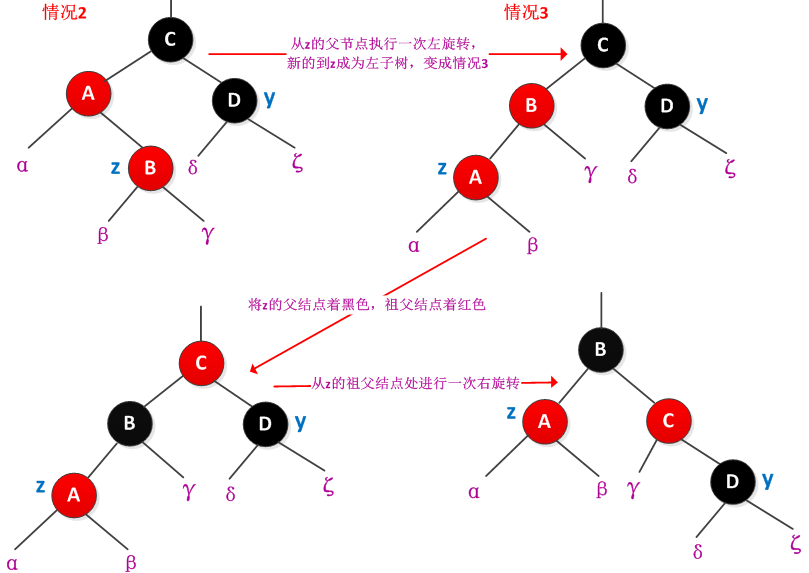 情况2
情况3
C
从z的父节点执行一次左旋转，
新的到z成为左子树，变成情况3
C
A
D
y
B
D
y
α
z
B
δ
ζ
z
A
γ
δ
ζ
β
γ
α
β
将z的父结点着黑色，祖父结点着红色
C
从z的祖父结点处进行一次右旋转
B
B
D
y
z
A
C
z
A
γ
δ
ζ
α
β
γ
D
y
α
β
δ
ζ